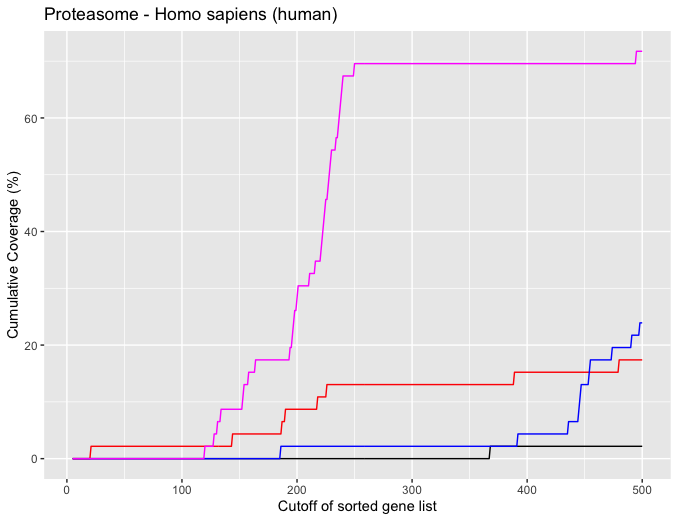 Proteasome - Homo sapiens (human)
Cumulative Coverage (%)
60
40
20
0
0 100 200 300 400 500
Cutoff of sorted gene list